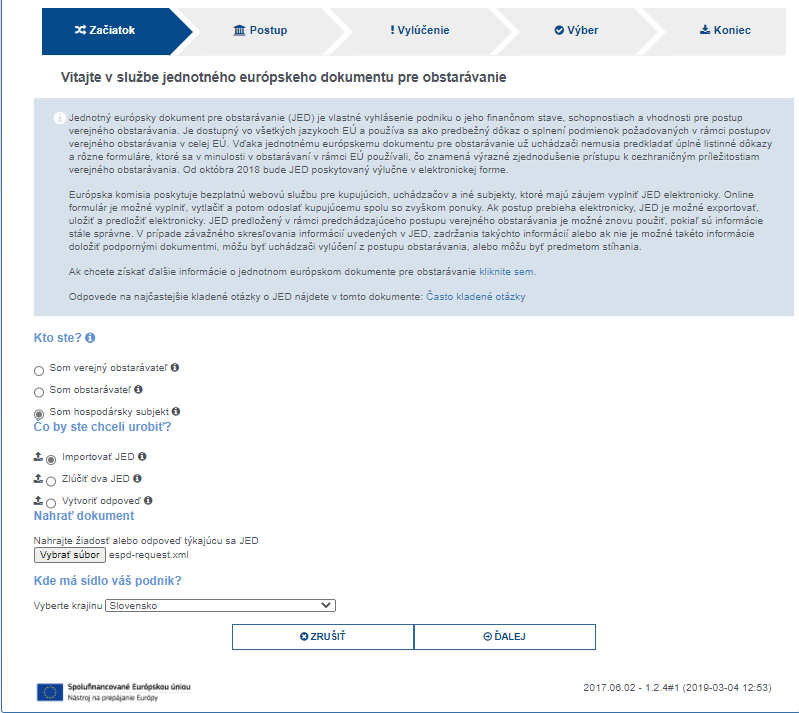 Začiatok
Postup
Vylúčenie
Výber
Koniec
Vitajte v službe jednotného európskeho dokumentu pre obstarávanie
Jednotný európsky dokument pre obstarávanie (JED) je vlastné vyhlásenie podniku o jeho finančnom stave, schopnostiach a vhodnosti pre postup
verejného obstarávania. Je dostupný vo všetkých jazykoch EÚ a používa sa ako predbežný dôkaz o splnení podmienok požadovaných v rámci postupov
verejného obstarávania v celej EÚ. Vďaka jednotnému európskemu dokumentu pre obstarávanie už uchádzači nemusia predkladať úplné listinné dôkazy
a rôzne formuláre, ktoré sa v minulosti v obstarávaní v rámci EÚ používali, čo znamená výrazné zjednodušenie prístupu k cezhraničným príležitostiam
verejného obstarávania. Od októbra 2018 bude JED poskytovaný výlučne v elektronickej forme.
Európska komisia poskytuje bezplatnú webovú službu pre kupujúcich, uchádzačov a iné subjekty, ktoré majú záujem vyplniť JED elektronicky. Online
formulár je možné vyplniť, vytlačiť a potom odoslať kupujúcemu spolu so zvyškom ponuky. Ak postup prebieha elektronicky, JED je možné exportovať,
uložiť a predložiť elektronicky. JED predložený v rámci predchádzajúceho postupu verejného obstarávania je možné znovu použiť, pokiaľ sú informácie
stále správne. V prípade závažného skresľovania informácií uvedených v JED, zadržania takýchto informácií alebo ak nie je možné takéto informácie
doložiť podpornými dokumentmi, môžu byť uchádzači vylúčení z postupu obstarávania, alebo môžu byť predmetom stíhania.
Ak chcete získať ďalšie informácie o jednotnom európskom dokumente pre obstarávanie kliknite sem.
Odpovede na najčastejšie kladené otázky o JED nájdete v tomto dokumente: Často kladené otázky
Kto ste?
Som verejný obstarávateľ
Som obstarávateľ
Som hospodársky subjekt
Čo by ste chceli urobiť?
Importovať JED
Zlúčiť dva JED
Vytvoriť odpoveď
Nahrať dokument
Nahrajte žiadosť alebo odpoveď týkajúcu sa JED
Vybrať súbor espd-request.xml
Kde má sídlo váš podnik?
Vyberte krajinu Slovensko
ZRUŠIŤ
ĎALEJ
Spolufinancované Európskou úniou
Nástroj na prepájanie Európy
2017.06.02 - 1.2.4#1 (2019-03-04 12:53)